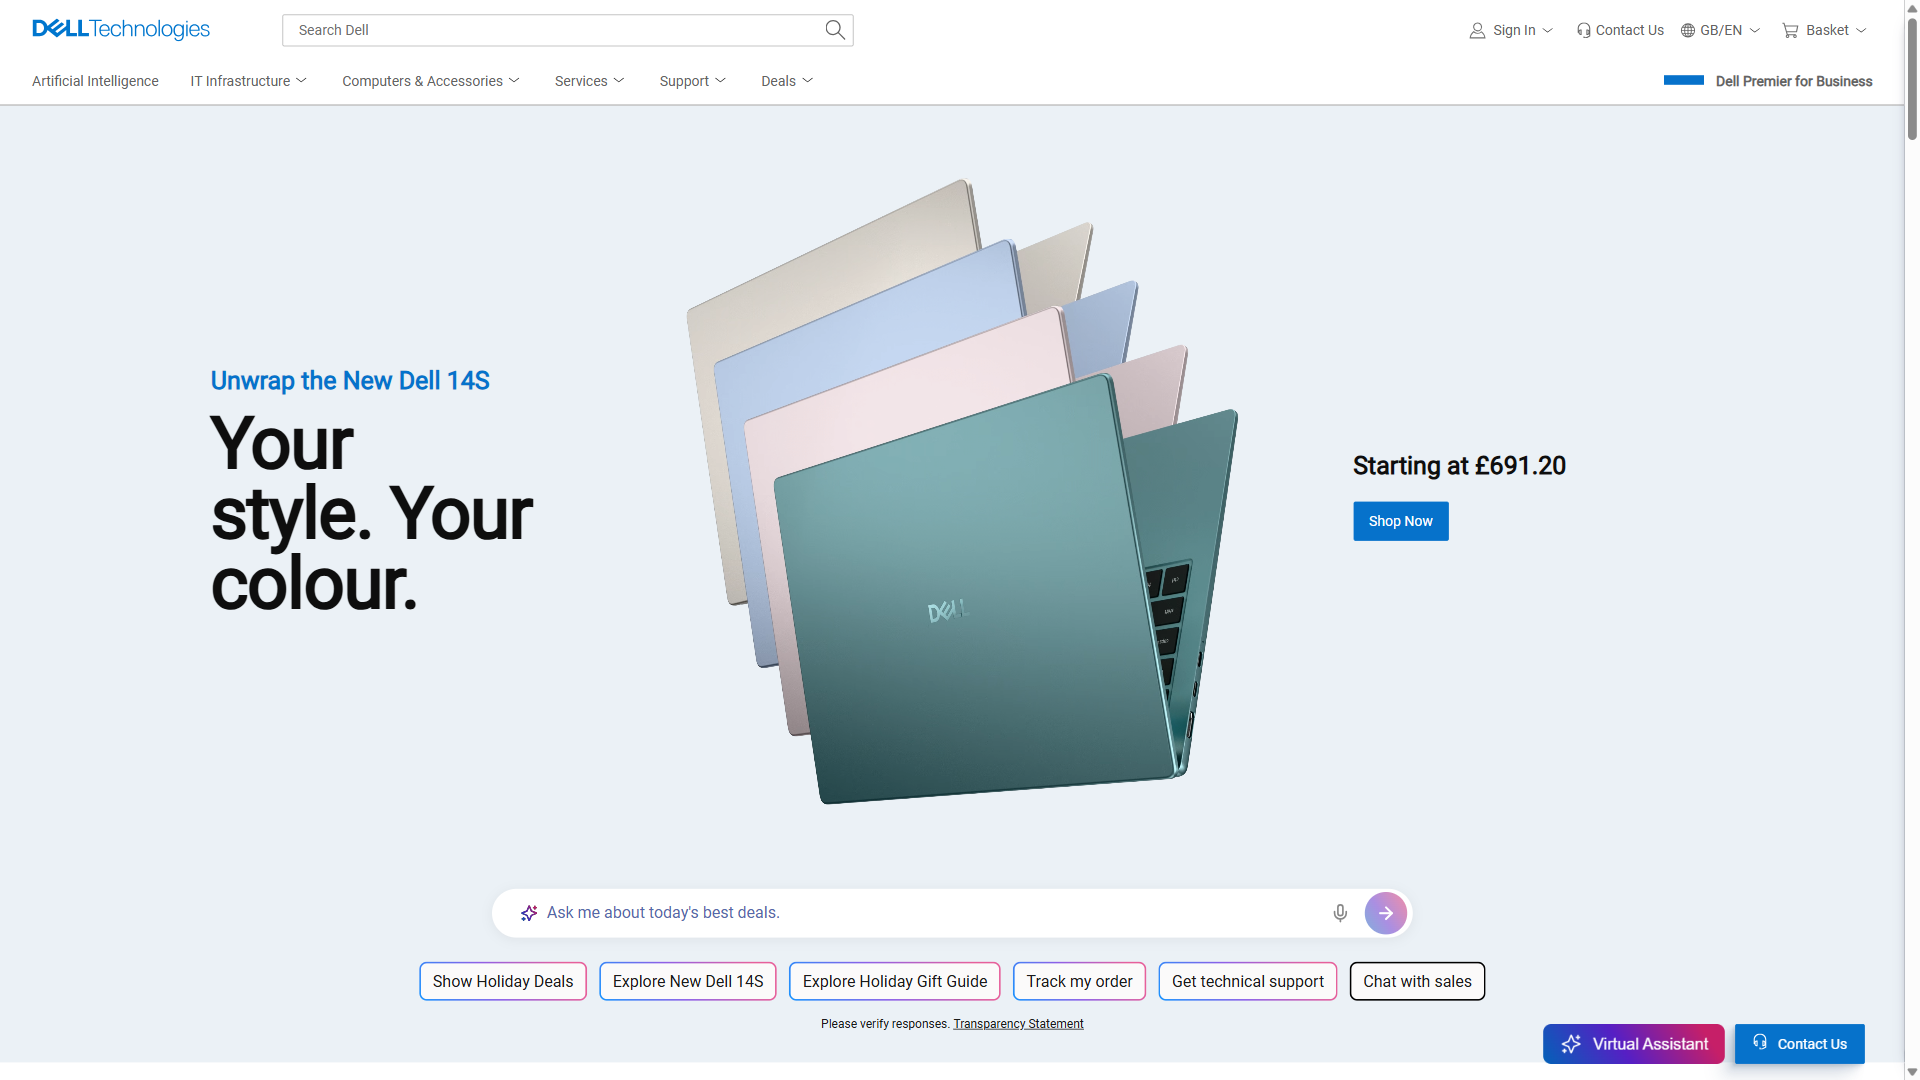 DELLTechnologies
Search Dell
Sign In
Contact Us
GB/EN
Basket
Artificial Intelligence
IT Infrastructure
Computers & Accessories
Services
Support
Deals
Dell Premier for Business
Unwrap the New Dell 14S
Your
style. Your
colour.
DELL
Starting at £691.20
Shop Now
Ask me about today's best deals.
Show Holiday Deals
Explore New Dell 14S
Explore Holiday Gift Guide
Track my order
Get technical support
Chat with sales
Please verify responses. Transparency Statement
Virtual Assistant
Contact Us